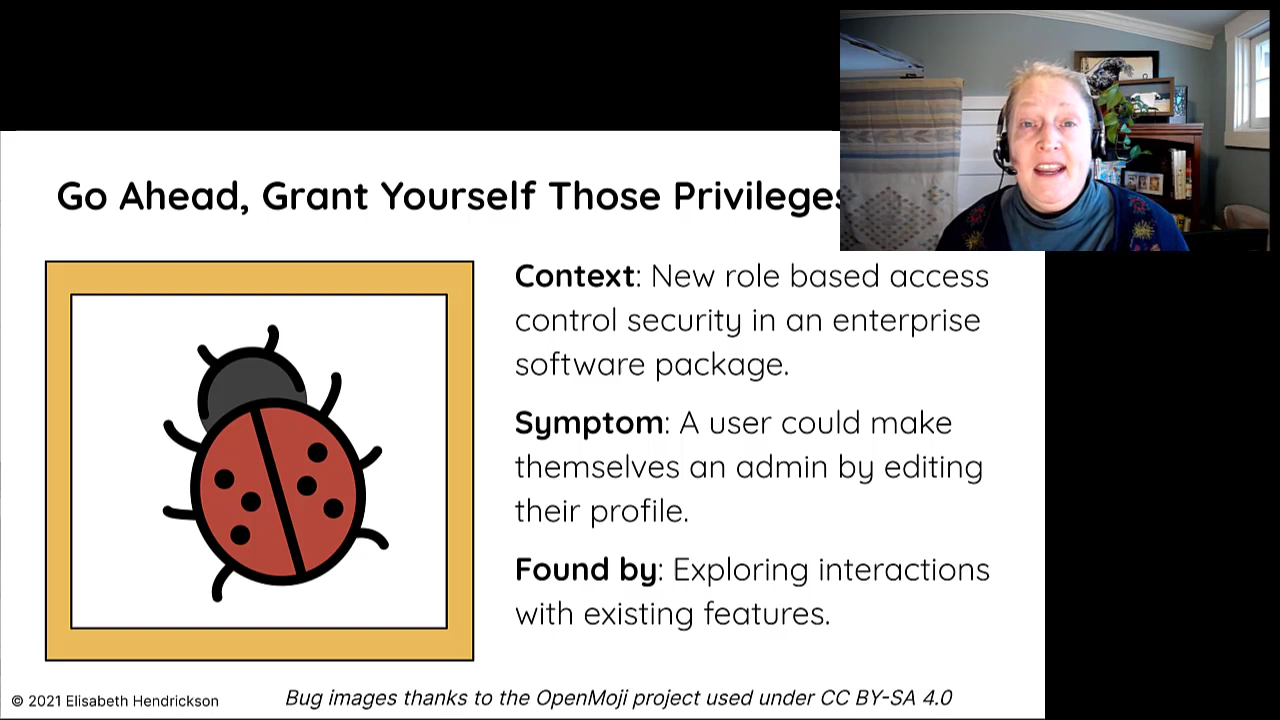 Go Ahead, Grant Yourself Those Privileges
Context: New role based access
control security in an enterprise
software package.
Symptom: A user could make
themselves an admin by editing
their profile.
Found by: Exploring interactions
with existing features.
© 2021 Elisabeth Hendrickson
Bug images thanks to the OpenMoji project used under CC BY-SA 4.0